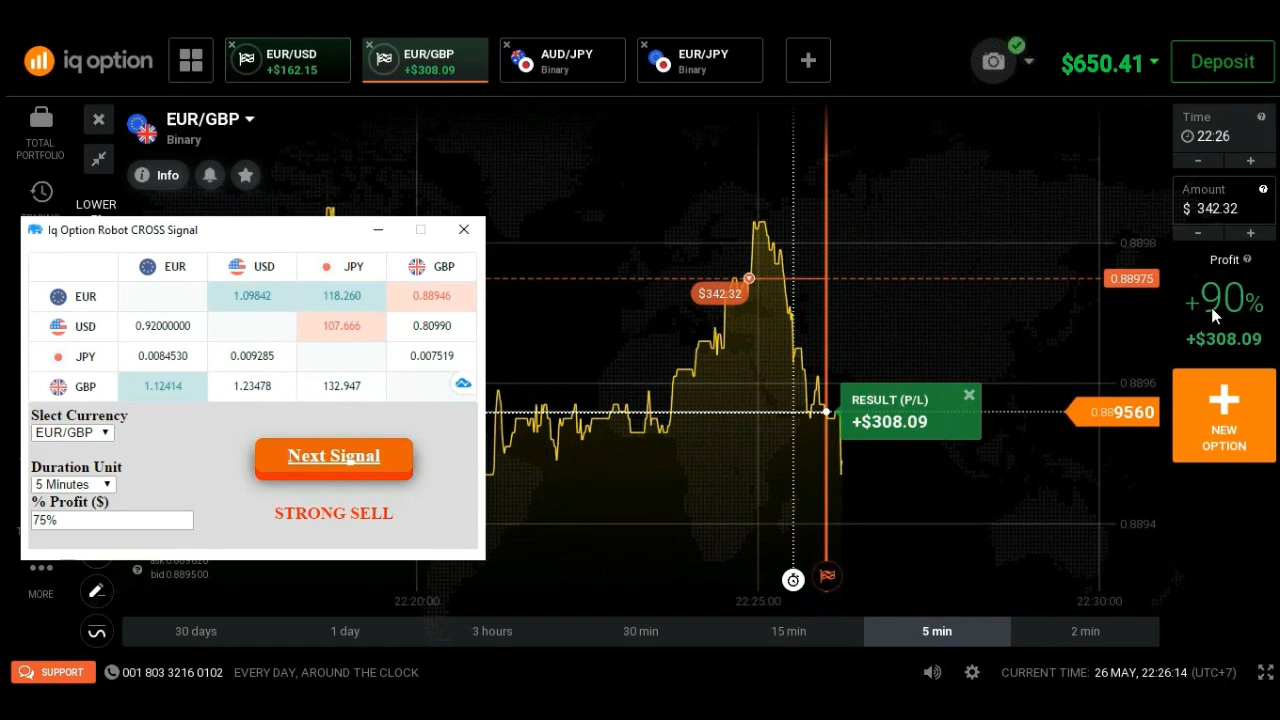 iq option
EUR/USD
+$162.15
EUR/GBP
+$308.09
AUD/JPY
Binary
EUR/JPY
Binary
$650.41
Deposit
TOTAL
PORTFOLIO
EUR/GBP
Binary
Info
LOWER
Time
22:26
- +
Amount
$ 342.32
- +
Profit
+90%
+$308.09
NEW
OPTION
Iq Option Robot CROSS Signal
EUR USD JPY GBP
EUR 1.09842 118.260 0.88946
USD 0.92000000 107.666 0.80990
JPY 0.0084530 0.009285 0.007519
GBP 1.12414 1.23478 132.947
Slect Currency
EUR/GBP
Duration Unit
5 Minutes
% Profit ($)
75%
Next Signal
STRONG SELL
$342.32
0.8898
0.88975
0.8896
0.889560
0.8894
RESULT (P/L)
+$308.09
bid 0.889500
MORE
22:20:00 22:25:00 22:30:00
30 days 1 day 3 hours 30 min 15 min 5 min 2 min
SUPPORT 001 803 3216 0102 EVERY DAY, AROUND THE CLOCK
CURRENT TIME: 26 MAY, 22:26:14 (UTC+7)